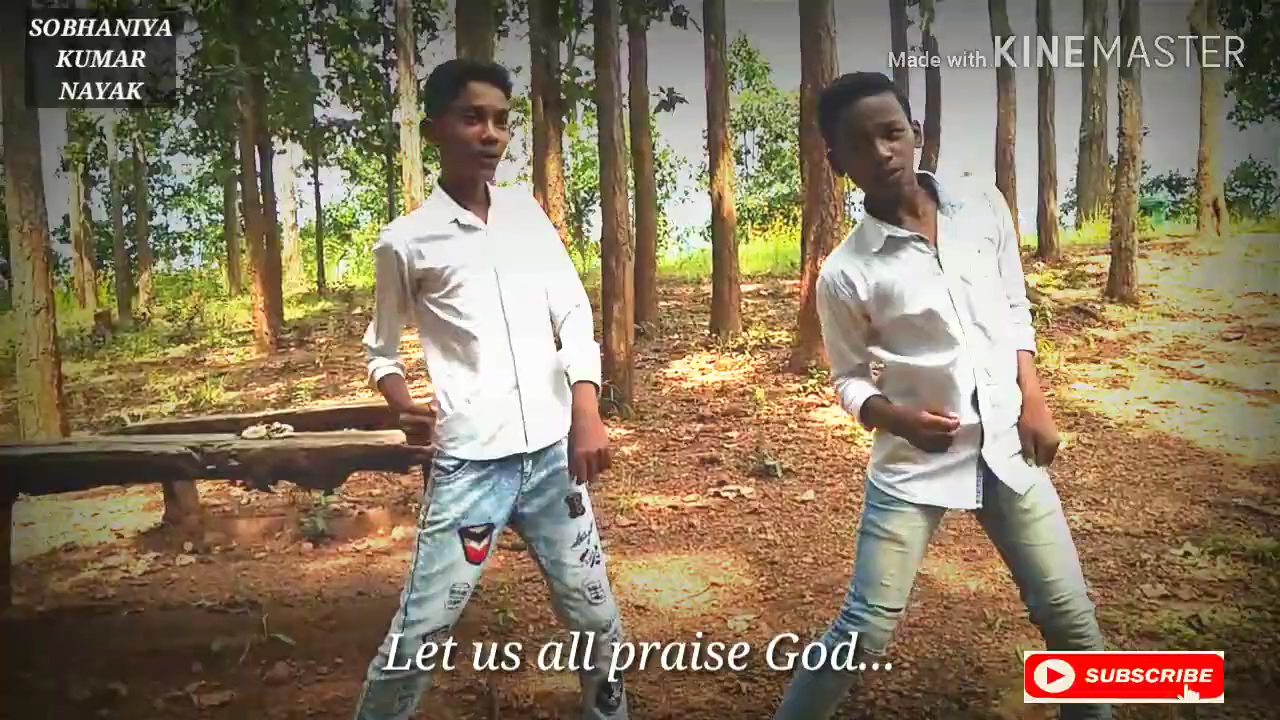 SOBHANIYA
KUMAR
NAYAK
Made with KINEMASTER
B
Let us all praise God...
SUBSCRIBE